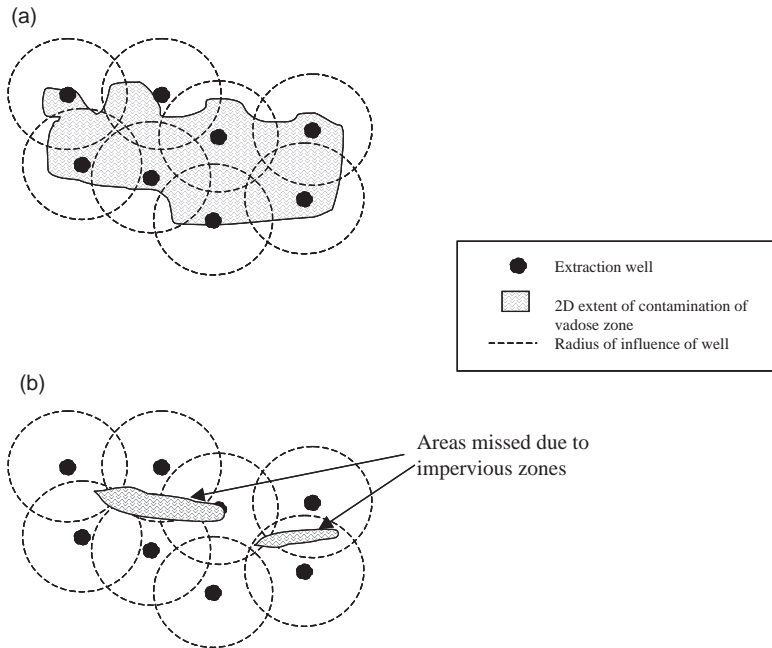 (a)
Extraction well
2D extent of contamination of
vadose zone
Radius of influence of well
(b)
Areas missed due to
impervious zones